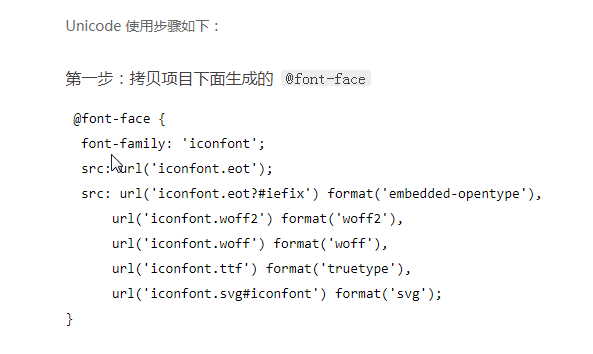 Unicode 使用步骤如下：
第一步：拷贝项目下面生成的 @font-face
@font-face {
font-family: 'iconfont';
src: url('iconfont.eot');
src: url('iconfont.eot?#iefix') format('embedded-opentype'),
url('iconfont.woff2') format('woff2'),
url('iconfont.woff') format('woff'),
url('iconfont.ttf') format('truetype'),
url('iconfont.svg#iconfont') format('svg');
}